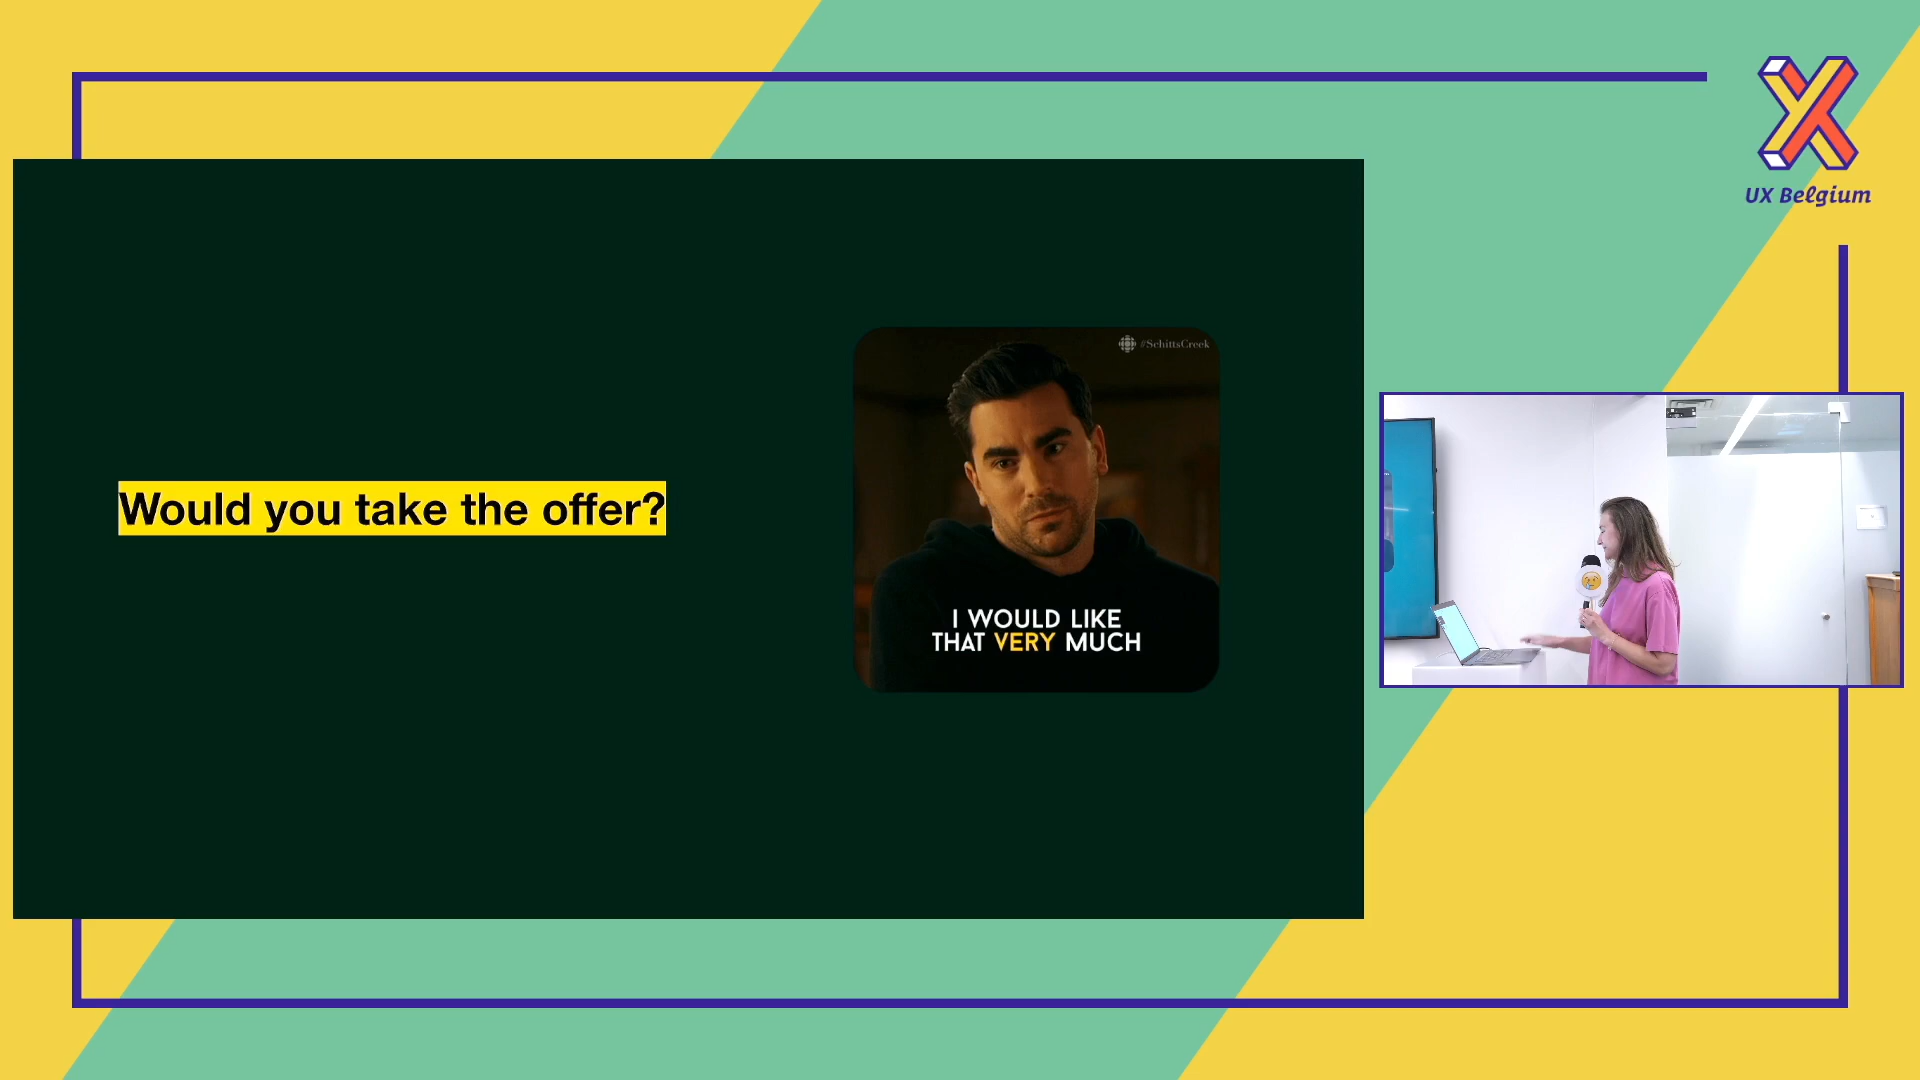 UX Belgium
#SchittsCreek
Would you take the offer?
I WOULD LIKE
THAT VERY MUCH